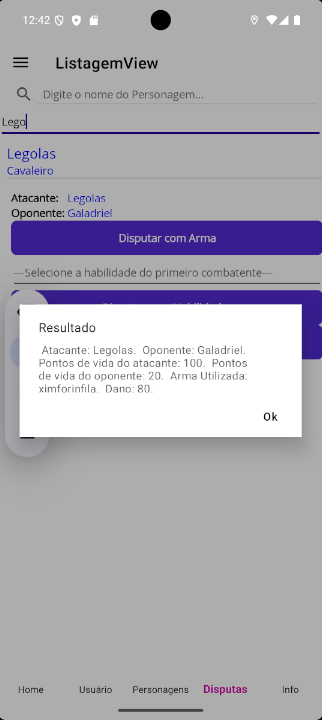 12:42
ListagemView
Digite o nome do Personagem...
Lego
Legolas
Cavaleiro
Atacante: Legolas
Oponente: Galadriel
Disputar com Arma
---Selecione a habilidade do primeiro combatente---
Resultado
Atacante: Legolas. Oponente: Galadriel.
Pontos de vida do atacante: 100. Pontos
de vida do oponente: 20. Arma Utilizada:
ximforinfila. Dano: 80.
Ok
Home Usuário Personagens Disputas Info